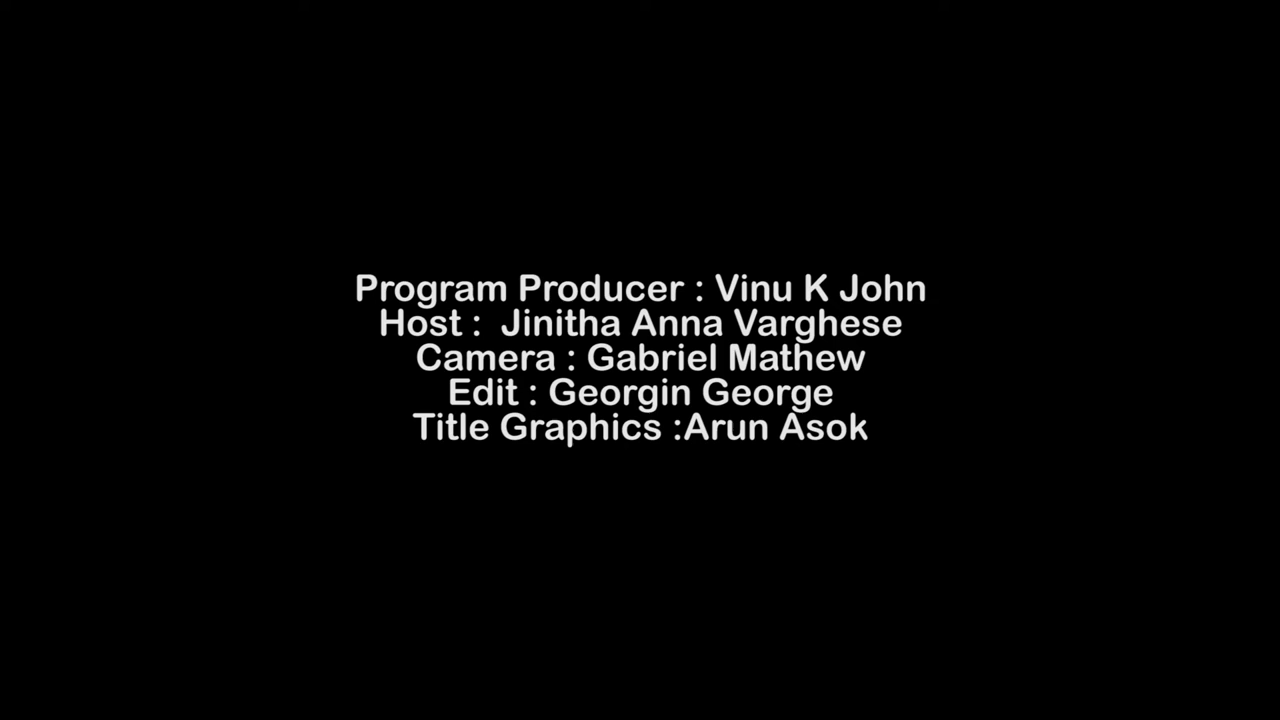 Program Producer : Vinu K John
Host :  Jinitha Anna Varghese
Camera : Gabriel Mathew
Edit : Georgin George
Title Graphics :Arun Asok